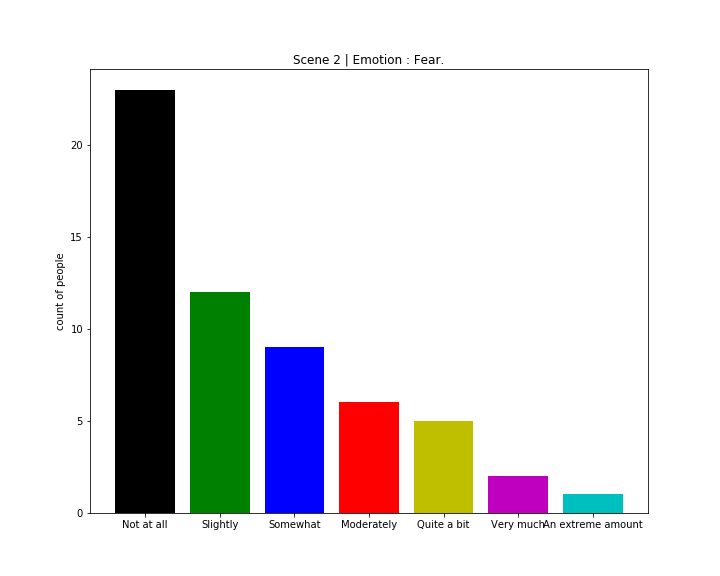 Scene 2 | Emotion : Fear.
count of people
20
15
10
5
0
Not at all Slightly Somewhat Moderately Quite a bit Very much An extreme amount